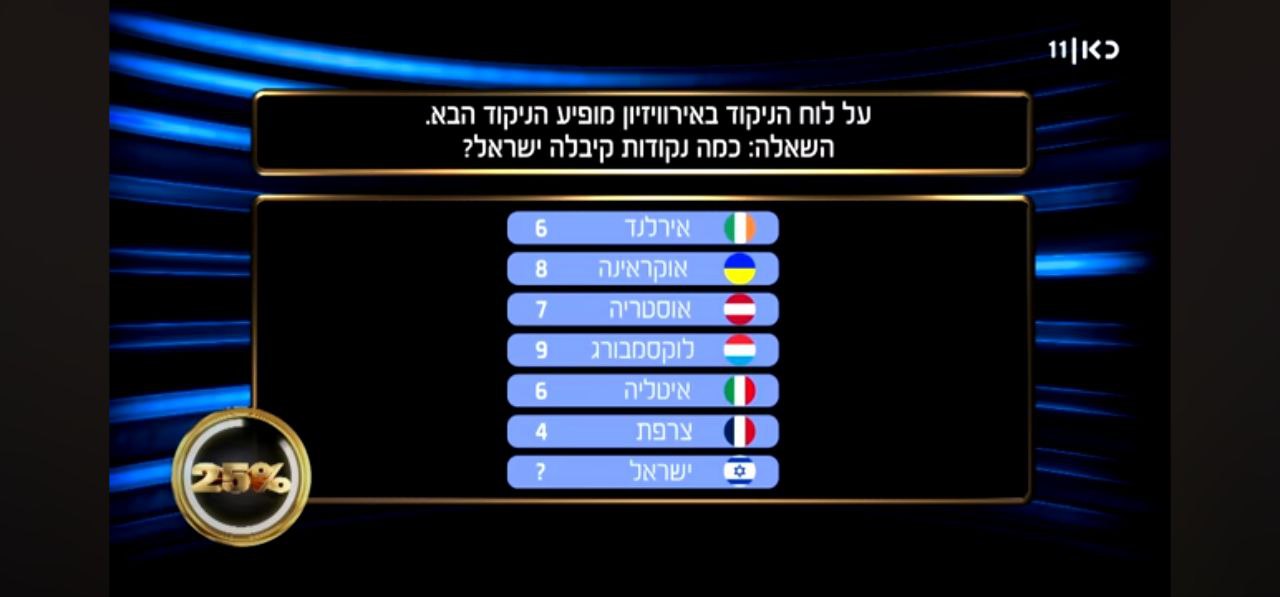 כאן|11
על לוח הניקוד באירוויזיון מופיע הניקוד הבא.
השאלה: כמה נקודות קיבלה ישראל?
אירלנד 6
אוקראינה 8
אוסטריה 7
לוקסמבורג 9
איטליה 6
צרפת 4
ישראל ?
25%